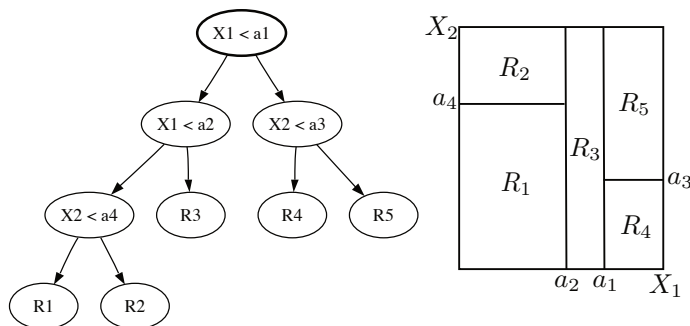 X1 < a1
X1 < a2
X2 < a3
X2 < a4
R3
R4
R5
R1
R2
X₂
R₂
a₄
R₅
R₃
R₁
a₃
R₄
a₂
a₁
X₁